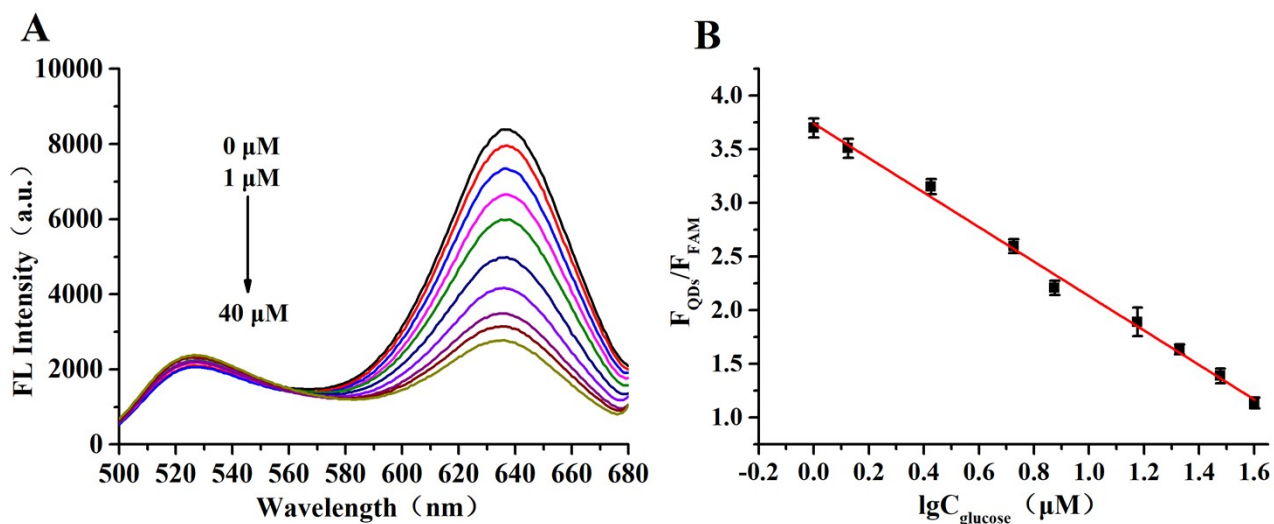 A
10000
8000
6000
4000
2000
0
FL Intensity（a.u.）
0 μM
1 μM
40 μM
500 520 540 560 580 600 620 640 660 680
Wavelength（nm）
B
4.0
3.5
3.0
2.5
2.0
1.5
1.0
F_QDs/F_FAM
-0.2 0.0 0.2 0.4 0.6 0.8 1.0 1.2 1.4 1.6
lgC_glucose（μM）